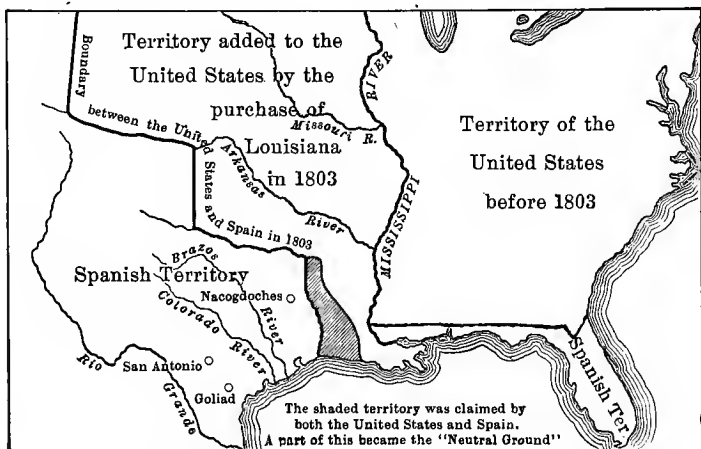 Territory added to the
United States by the
purchase of
Louisiana
in 1803
Territory of the
United States
before 1803
Boundary
between the United
States and Spain in 1803
RIVER
MISSISSIPPI
Missouri R.
Arkansas
River
Spanish Territory
Brazos
River
Nacogdoches
Colorado
River
San Antonio
Goliad
Rio
Grande
Spanish Ter.
The shaded territory was claimed by
both the United States and Spain.
A part of this became the "Neutral Ground"